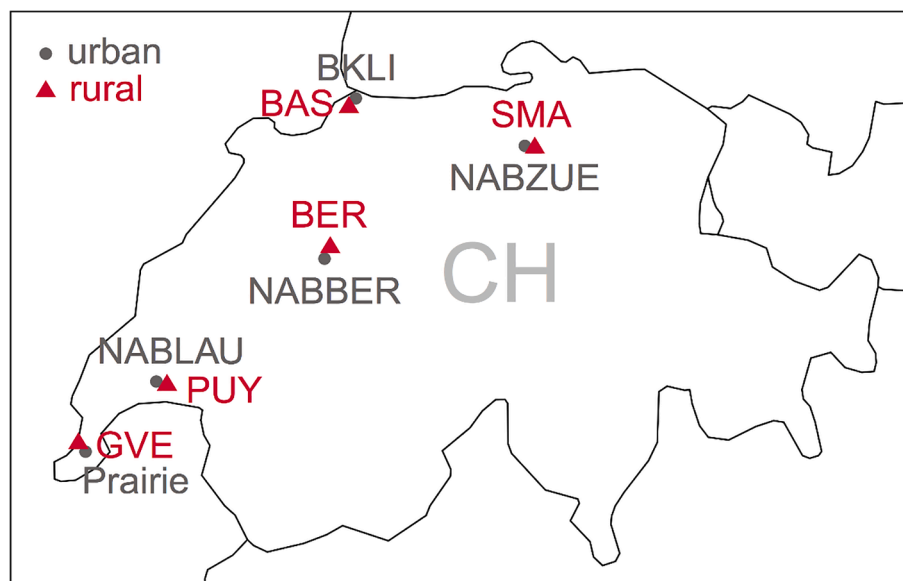 urban
rural
BKLI
BAS
SMA
NABZUE
BER
CH
NABBER
NABLAU
PUY
GVE
Prairie